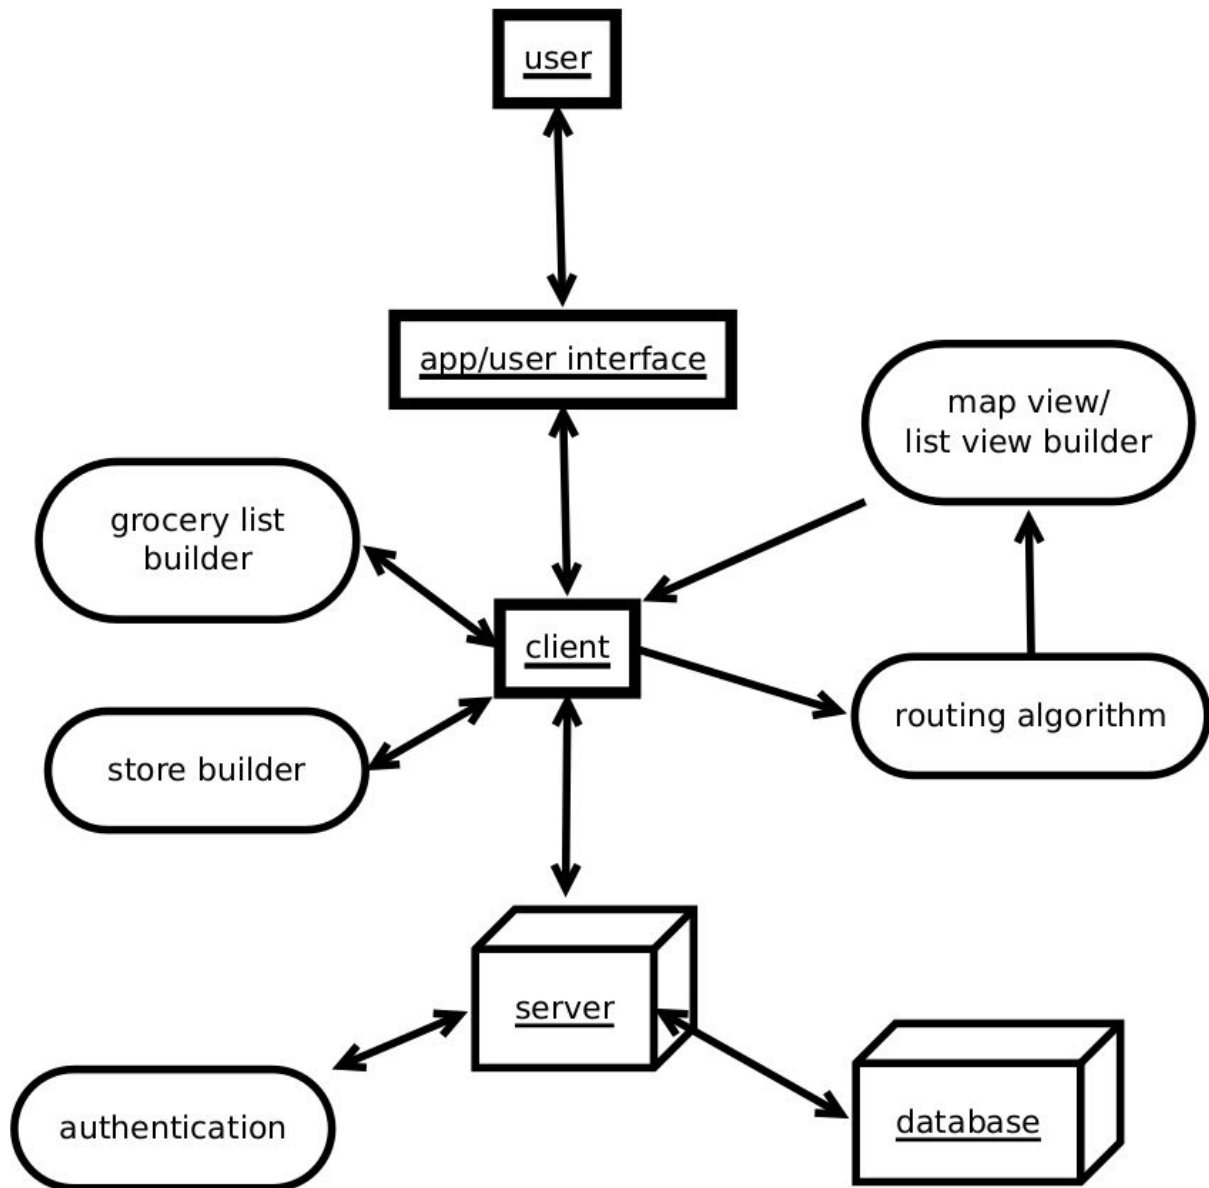 user
app/user interface
map view/
list view builder
grocery list
builder
client
routing algorithm
store builder
server
authentication
database